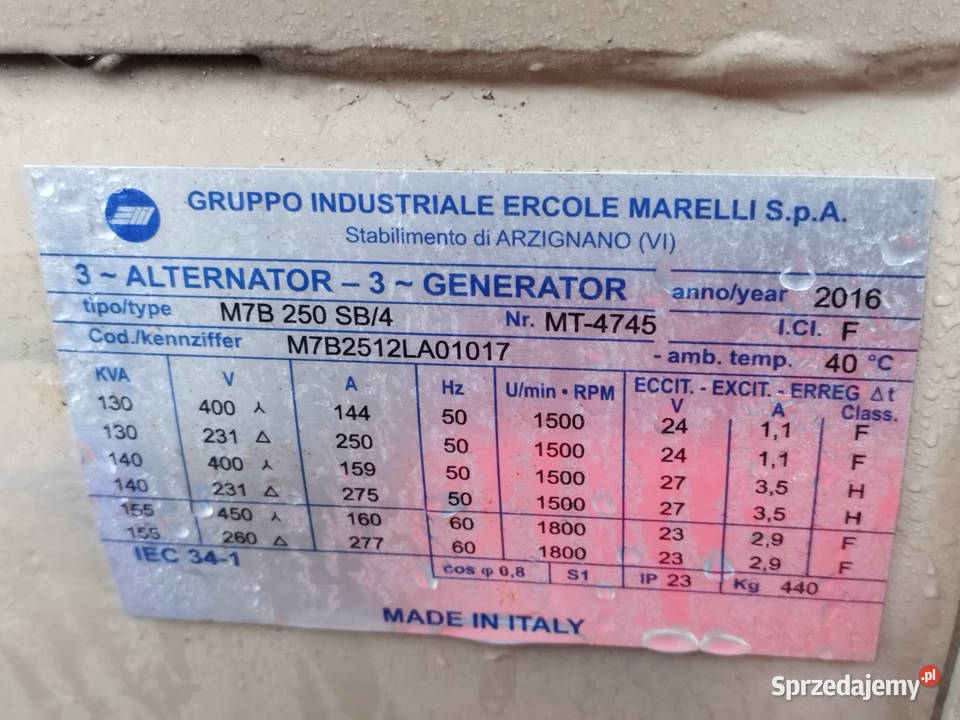 GRUPPO INDUSTRIALE ERCOLE MARELLI S.p.A.
Stabilimento di ARZIGNANO (VI)
3 ~ ALTERNATOR – 3 ~ GENERATOR anno/year 2016
tipo/type M7B 250 SB/4 Nr. MT-4745 I.Cl. F
Cod./kennziffer M7B2512LA01017 - amb. temp. 40 °C
KVA V A Hz U/min • RPM ECCIT. - EXCIT. - ERREG Δt
V A Class.
130 400 ⅄ 144 50 1500 24 1,1 F
130 231 △ 250 50 1500 24 1,1 F
140 400 ⅄ 159 50 1500 27 3,5 H
140 231 △ 275 50 1500 27 3,5 H
155 450 ⅄ 160 60 1800 23 2,9 F
155 260 △ 277 60 1800 23 2,9 F
IEC 34-1 cos φ 0,8 S1 IP 23 Kg 440
MADE IN ITALY
Sprzedajemy.pl